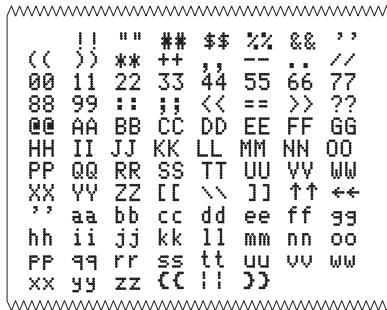 !! "" ## $$ %% && ''
(( )) ** ++ ,, -- .. //
00 11 22 33 44 55 66 77
88 99 :: ;; << == >> ??
@@ AA BB CC DD EE FF GG
HH II JJ KK LL MM NN OO
PP QQ RR SS TT UU VV WW
XX YY ZZ [[ \\ ]] ↑↑ ←←
'' aa bb cc dd ee ff gg
hh ii jj kk ll mm nn oo
pp qq rr ss tt uu vv ww
xx yy zz {{ ¦¦ }}